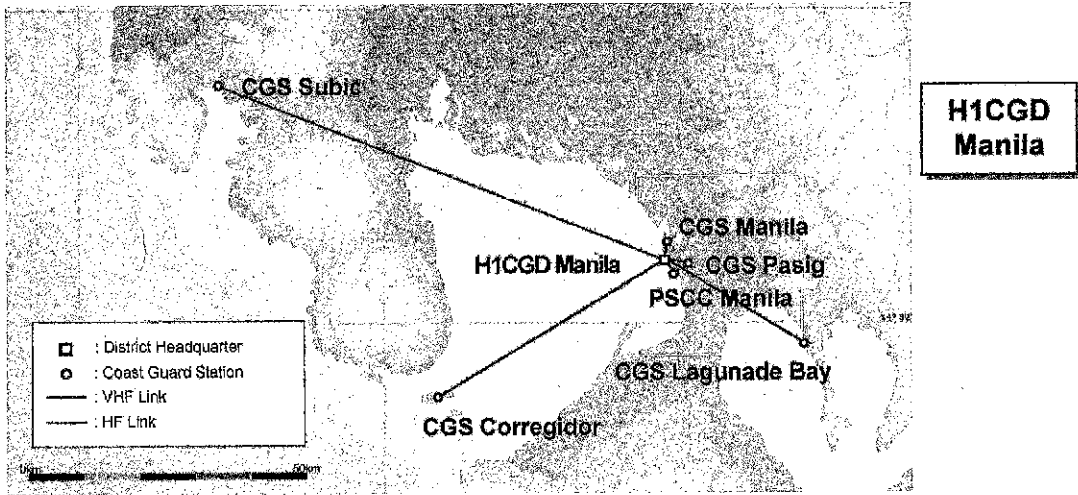 CGS Subic
H1CGD
Manila
CGS Manila
H1CGD Manila
CGS Pasig
PSCC Manila
CGS Lagunade Bay
CGS Corregidor
: District Headquarter
: Coast Guard Station
: VHF Link
: HF Link
0km
50km